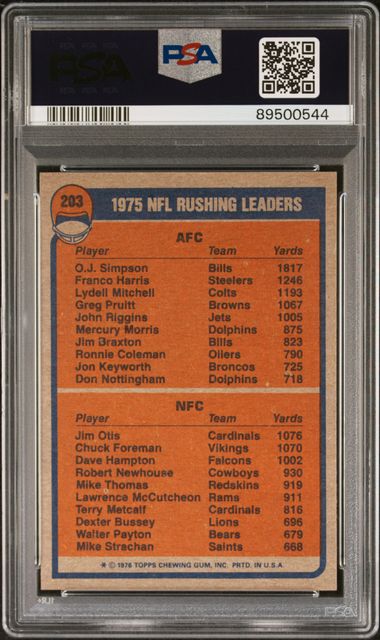 PSA
PSA
89500544
203
1975 NFL RUSHING LEADERS
AFC
Player Team Yards
O.J. Simpson Bills 1817
Franco Harris Steelers 1246
Lydell Mitchell Colts 1193
Greg Pruitt Browns 1067
John Riggins Jets 1005
Mercury Morris Dolphins 875
Jim Braxton Bills 823
Ronnie Coleman Oilers 790
Jon Keyworth Broncos 725
Don Nottingham Dolphins 718
NFC
Player Team Yards
Jim Otis Cardinals 1076
Chuck Foreman Vikings 1070
Dave Hampton Falcons 1002
Robert Newhouse Cowboys 930
Mike Thomas Redskins 919
Lawrence McCutcheon Rams 911
Terry Metcalf Cardinals 816
Dexter Bussey Lions 696
Walter Payton Bears 679
Mike Strachan Saints 668
* © 1976 TOPPS CHEWING GUM, INC. PRTD. IN U.S.A.
PSA